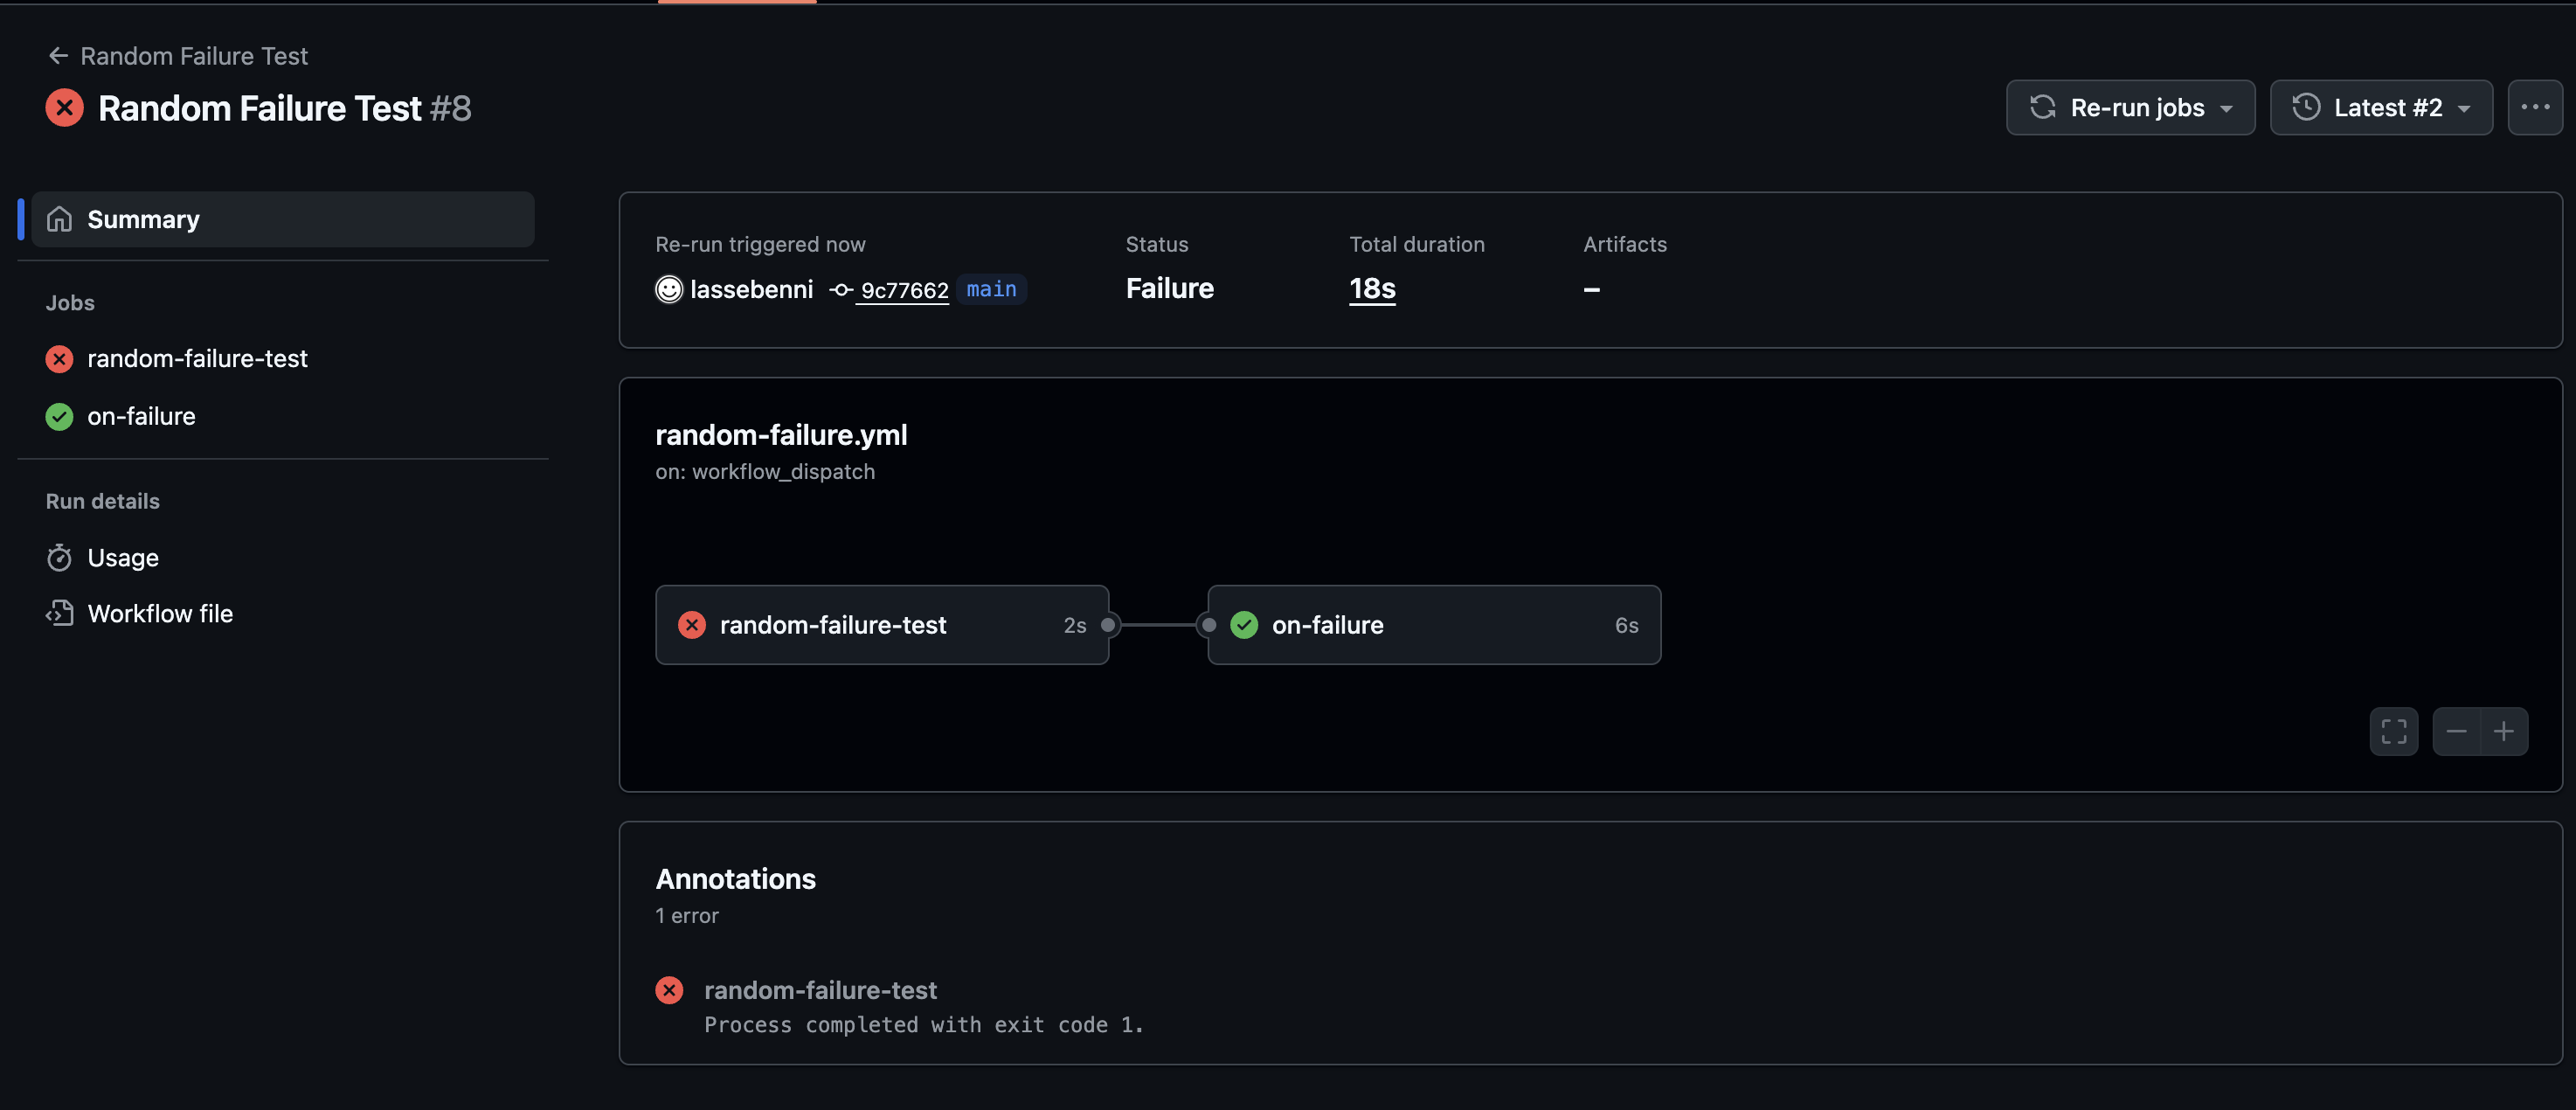 Random Failure Test
Random Failure Test #8
Re-run jobs
Latest #2
Summary
Jobs
random-failure-test
on-failure
Run details
Usage
Workflow file
Re-run triggered now
lassebenni 9c77662 main
Status
Failure
Total duration
18s
Artifacts
–
random-failure.yml
on: workflow_dispatch
random-failure-test 2s
on-failure 6s
Annotations
1 error
random-failure-test
Process completed with exit code 1.